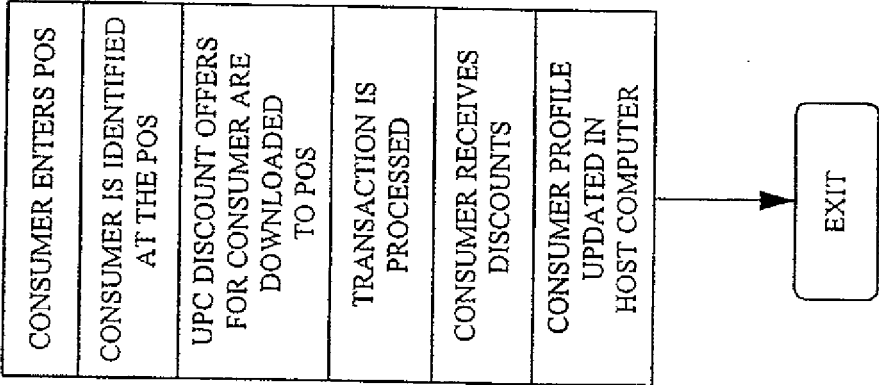 CONSUMER ENTERS POS
CONSUMER IS IDENTIFIED
AT THE POS
UPC DISCOUNT OFFERS
FOR CONSUMER ARE
DOWNLOADED
TO POS
TRANSACTION IS
PROCESSED
CONSUMER RECEIVES
DISCOUNTS
CONSUMER PROFILE
UPDATED IN
HOST COMPUTER
EXIT